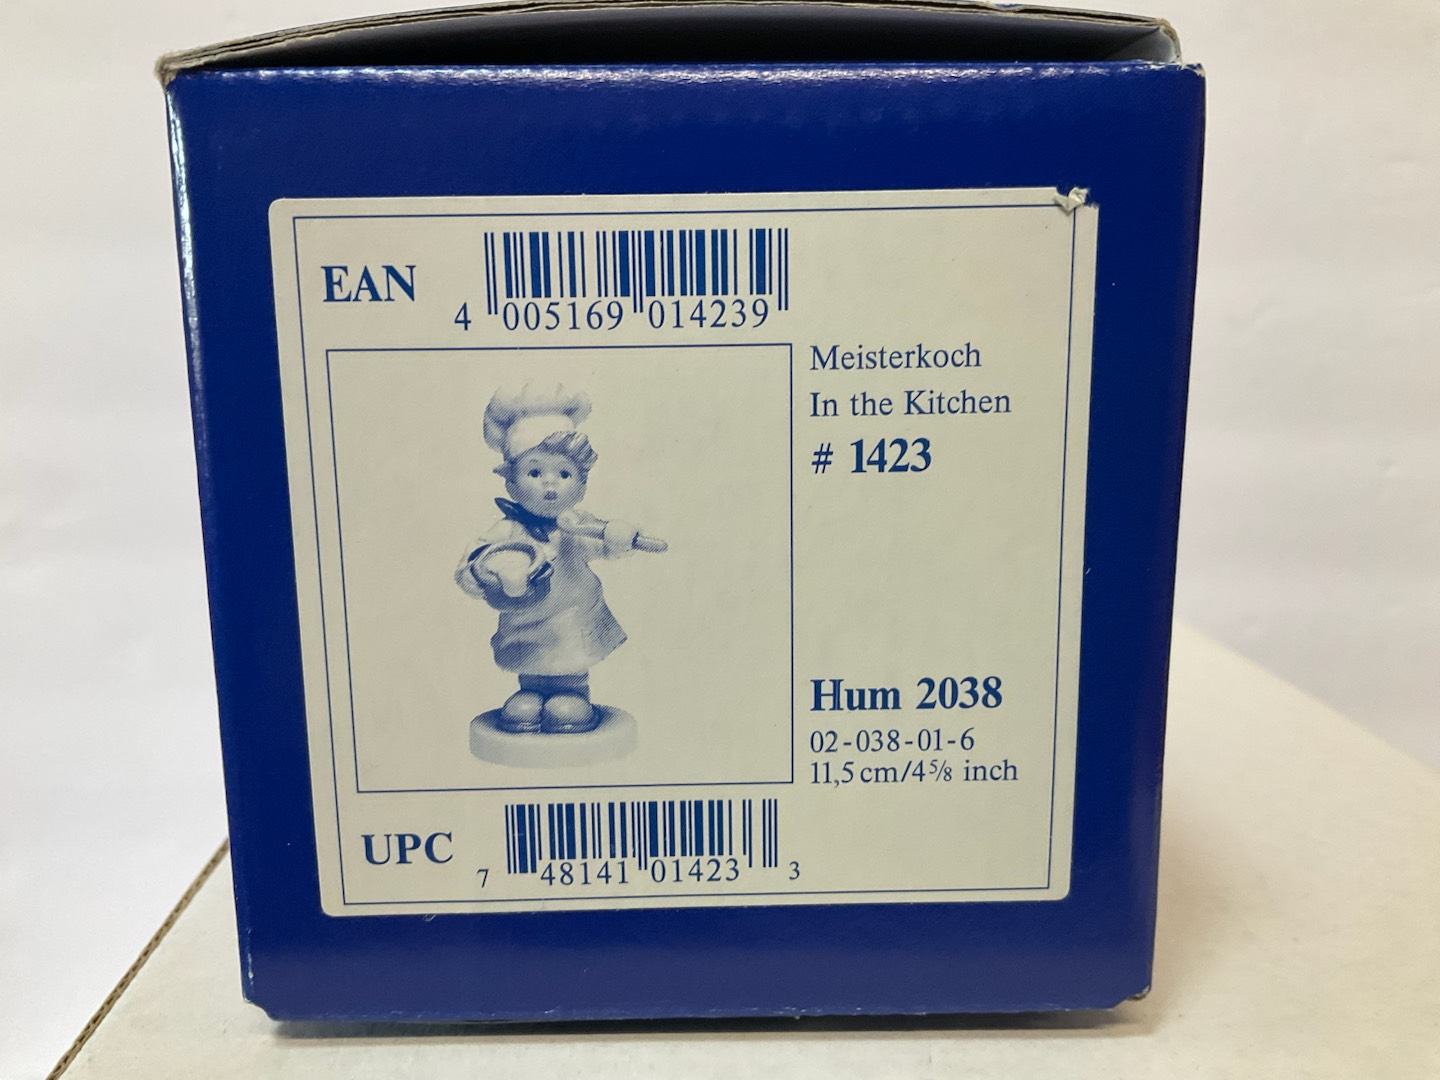 EAN
4 005169 014239
Meisterkoch
In the Kitchen
# 1423
Hum 2038
02-038-01-6
11,5 cm/4⅝ inch
UPC
7 48141 01423 3